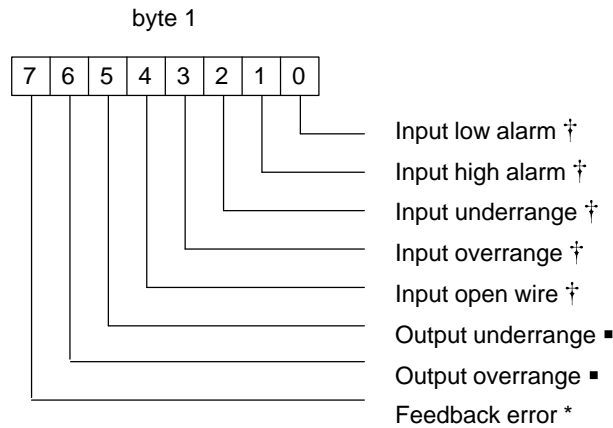 byte 1
7 6 5 4 3 2 1 0
Input low alarm †
Input high alarm †
Input underrange †
Input overrange †
Input open wire †
Output underrange ▪
Output overrange ▪
Feedback error *